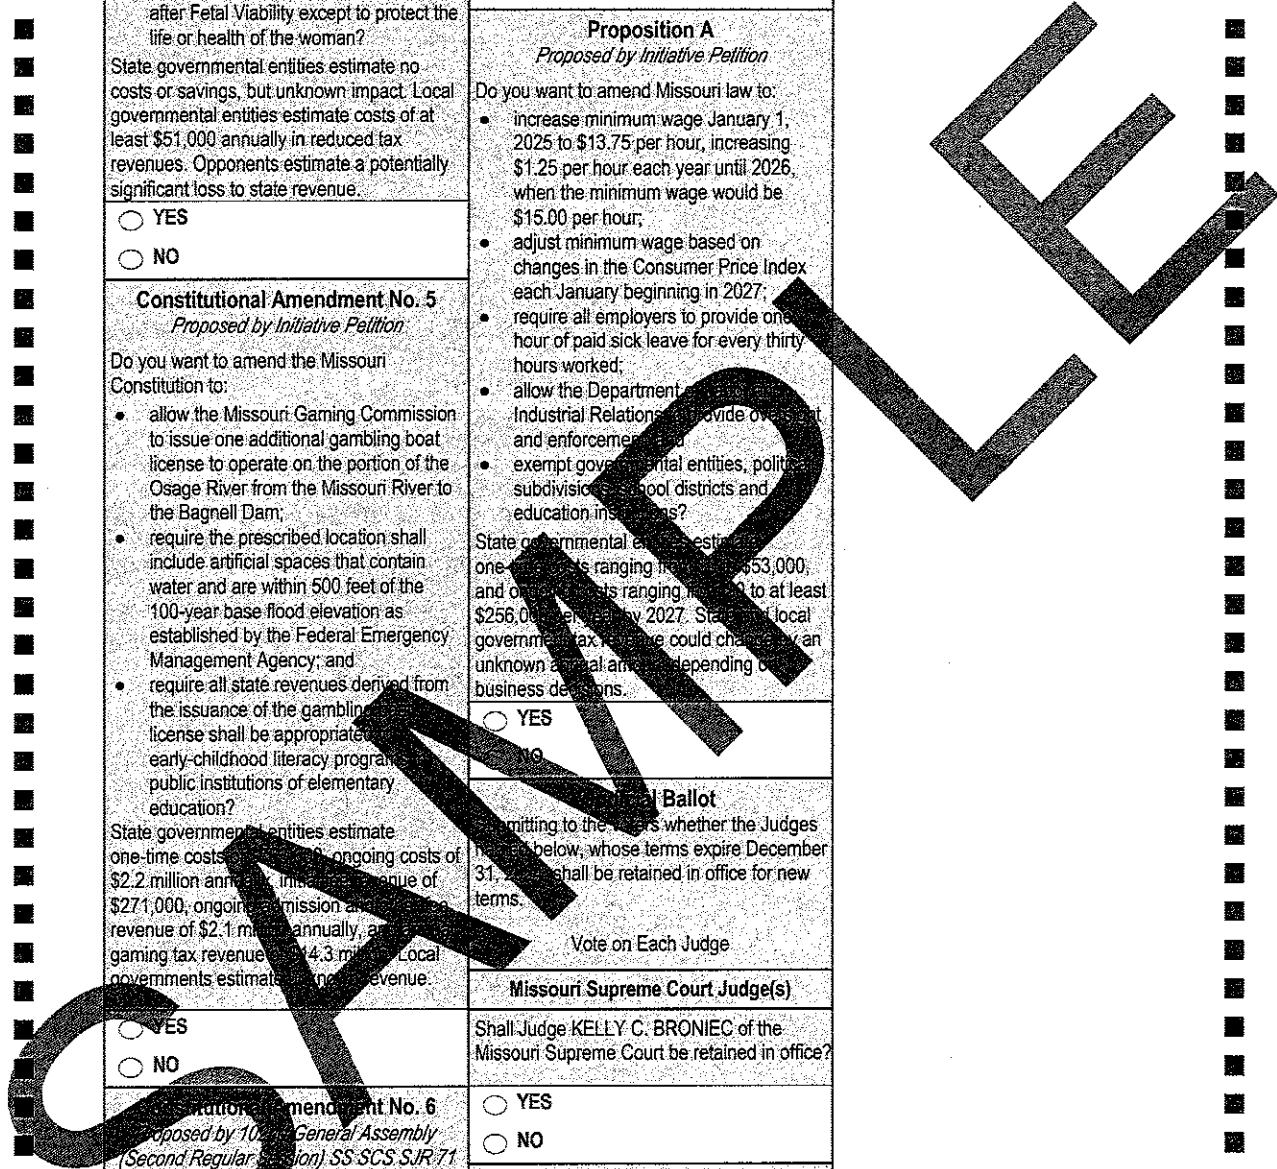 after Fetal Viability except to protect the
life or health of the woman?
State governmental entities estimate no
costs or savings, but unknown impact. Local
governmental entities estimate costs of at
least $51,000 annually in reduced tax
revenues. Opponents estimate a potentially
significant loss to state revenue.
YES
NO
Constitutional Amendment No. 5
Proposed by Initiative Petition
Do you want to amend the Missouri
Constitution to:
• allow the Missouri Gaming Commission
to issue one additional gambling boat
license to operate on the portion of the
Osage River from the Missouri River to
the Bagnell Dam;
• require the prescribed location shall
include artificial spaces that contain
water and are within 500 feet of the
100-year base flood elevation as
established by the Federal Emergency
Management Agency; and
• require all state revenues derived from
the issuance of the gambling
license shall be appropriated
early-childhood literacy programs
public institutions of elementary
education?
State governmental entities estimate
one-time costs ongoing costs of
$2.2 million annually, initial revenue of
$271,000, ongoing admission and
revenue of $2.1 million annually, and
gaming tax revenue Local
governments estimate revenue.
YES
NO
Constitutional Amendment No. 6
Proposed by General Assembly
(Second Regular Session) SS SCS SJR 71
Proposition A
Proposed by Initiative Petition
Do you want to amend Missouri law to:
• increase minimum wage January 1,
2025 to $13.75 per hour, increasing
$1.25 per hour each year until 2026,
when the minimum wage would be
$15.00 per hour;
• adjust minimum wage based on
changes in the Consumer Price Index
each January beginning in 2027;
• require all employers to provide one
hour of paid sick leave for every thirty
hours worked;
• allow the Department of
Industrial Relations to provide oversight
and enforcement
• exempt governmental entities, political
subdivisions, school districts and
education institutions?
State governmental entities estimate
costs ranging $53,000,
and ongoing costs ranging to at least
by 2027. State and local
government tax revenue could change by an
unknown annual amount depending on
business decisions.
YES
NO
Ballot
Submitting to the voters whether the Judges
named below, whose terms expire December
31, shall be retained in office for new
terms.
Vote on Each Judge
Missouri Supreme Court Judge(s)
Shall Judge KELLY C. BRONIEC of the
Missouri Supreme Court be retained in office?
YES
NO
SAMPLE